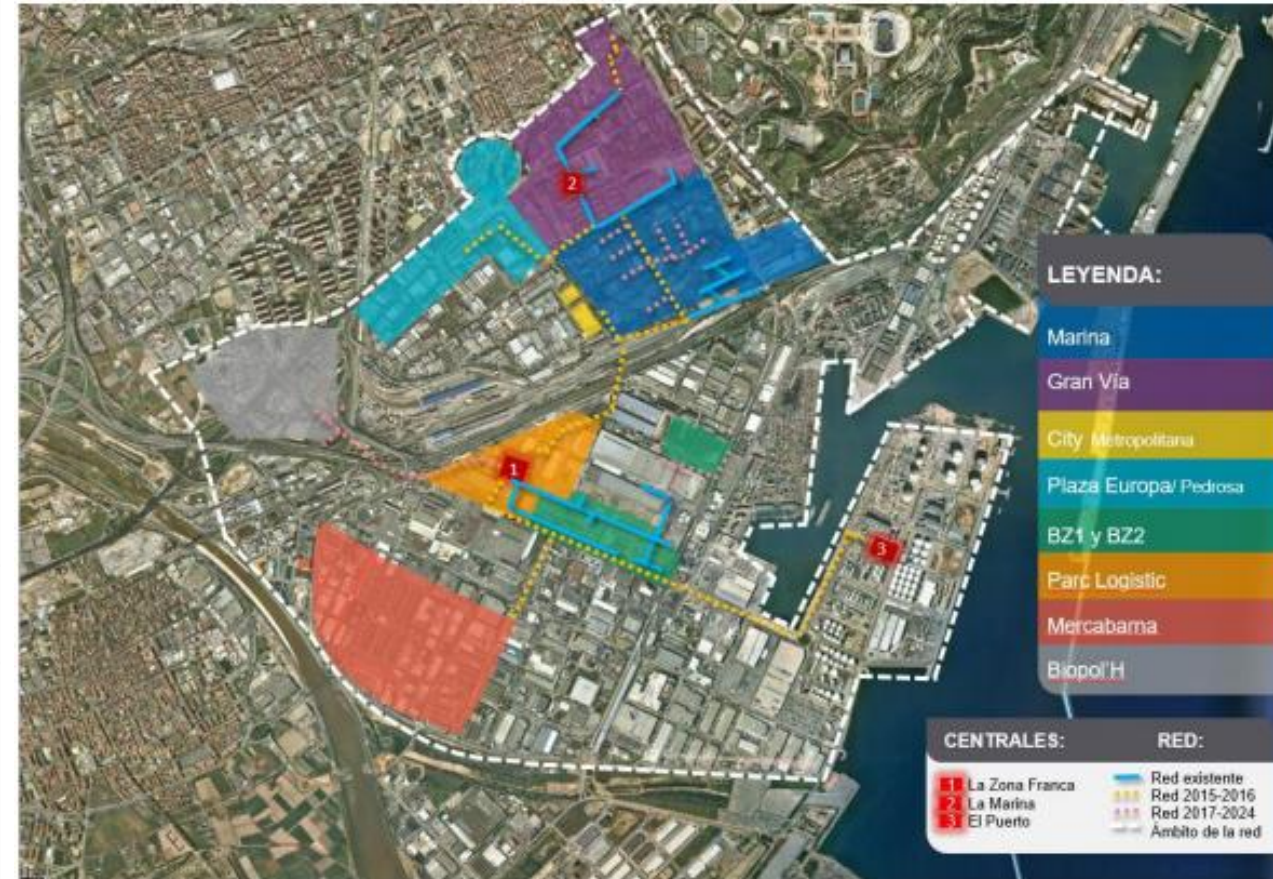 2
1
3
LEYENDA:
Marina
Gran Vía
City Metropolitana
Plaza Europa/ Pedrosa
BZ1 y BZ2
Parc Logistic
Mercabarna
Biopol'H
CENTRALES:
1 La Zona Franca
2 La Marina
3 El Puerto
RED:
Red existente
Red 2015-2016
Red 2017-2024
Ámbito de la red